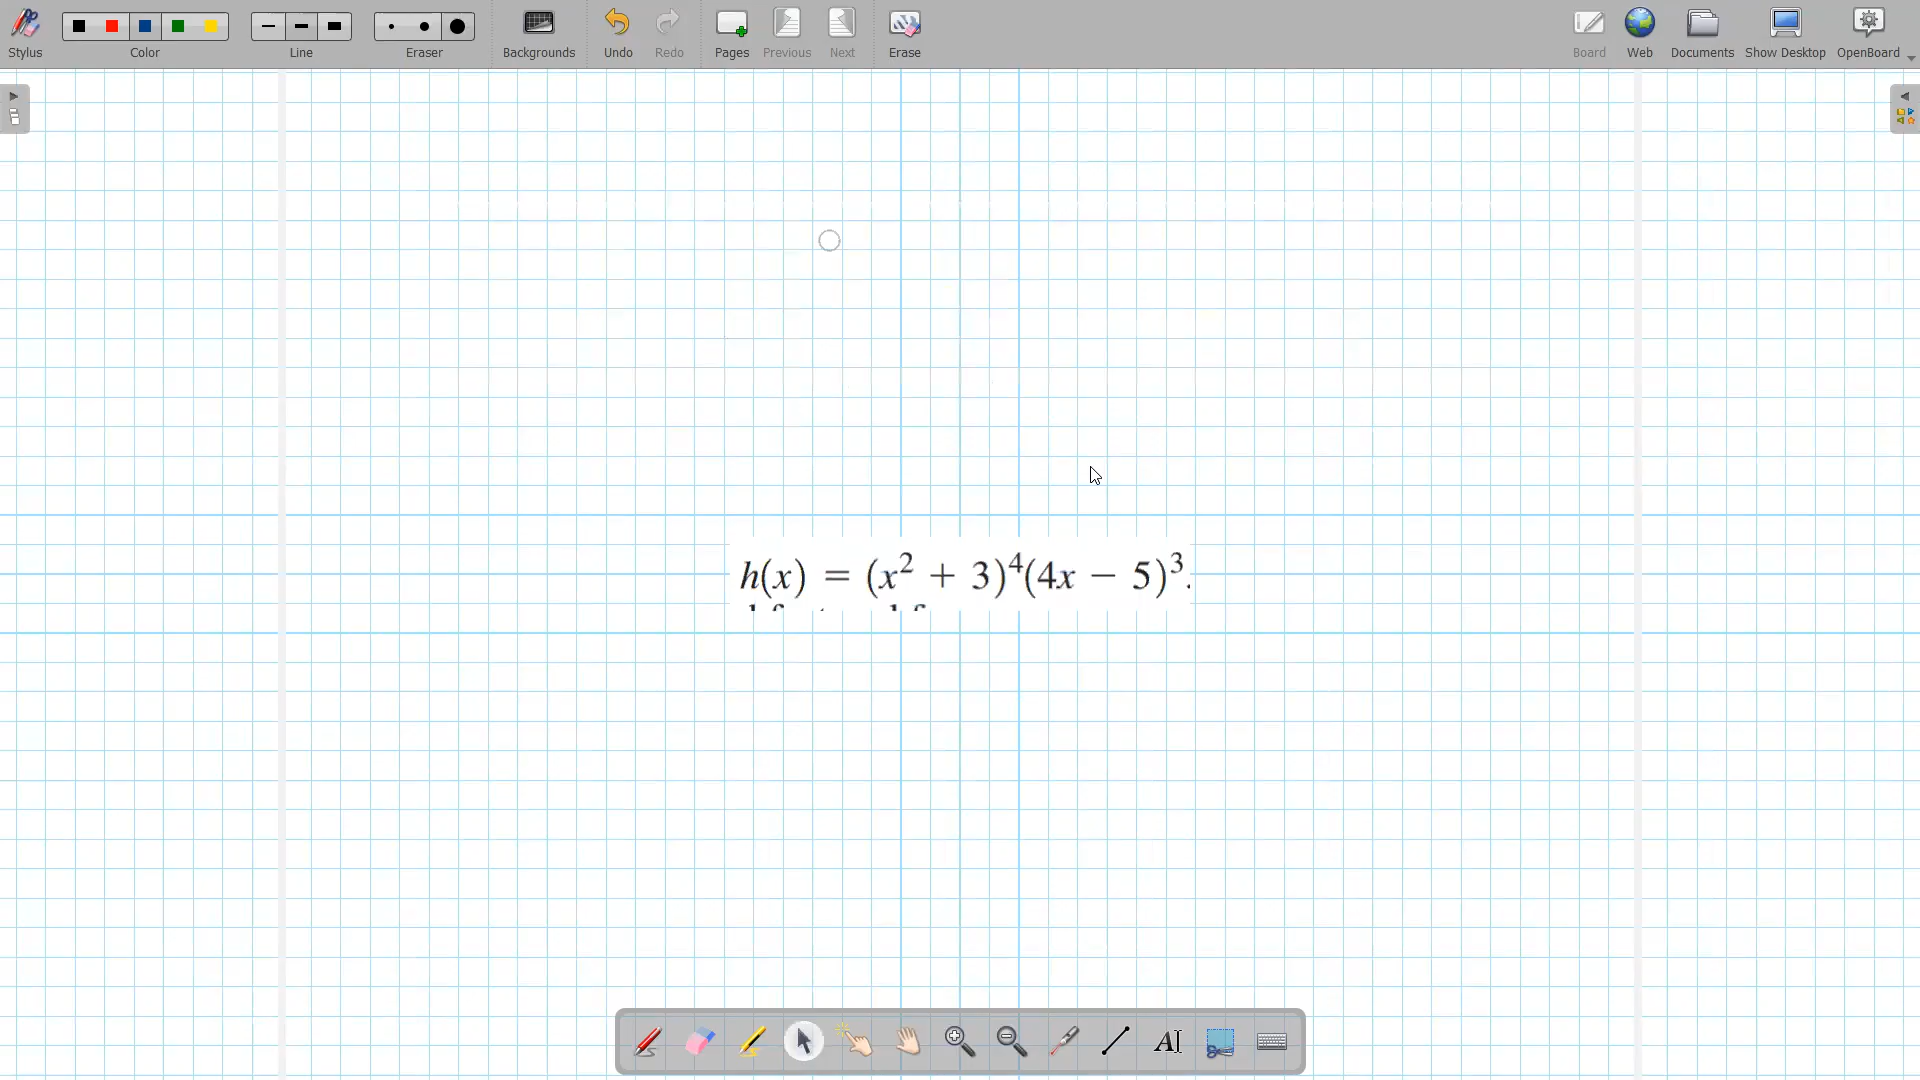 Stylus Color Line Eraser Backgrounds Undo Redo Pages Previous Next Erase Board Web Documents Show Desktop OpenBoard
h(x) = (x² + 3)⁴(4x − 5)³.